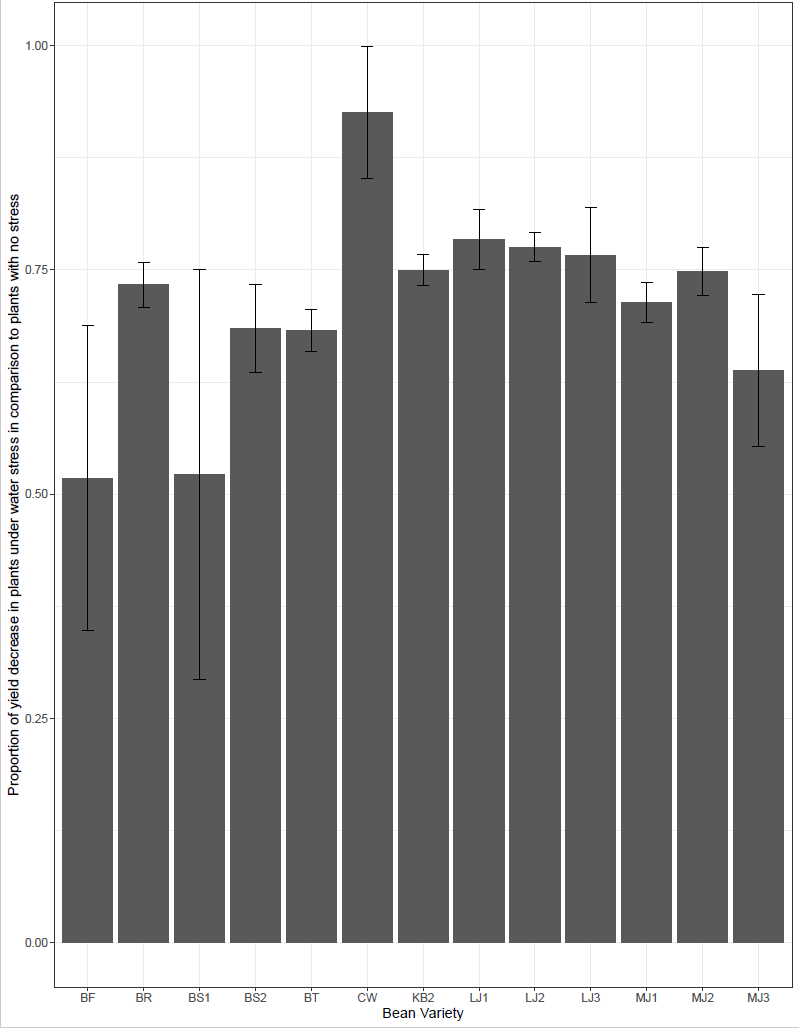 Proportion of yield decrease in plants under water stress in comparison to plants with no stress
1.00
0.75
0.50
0.25
0.00
BF BR BS1 BS2 BT CW KB2 LJ1 LJ2 LJ3 MJ1 MJ2 MJ3
Bean Variety